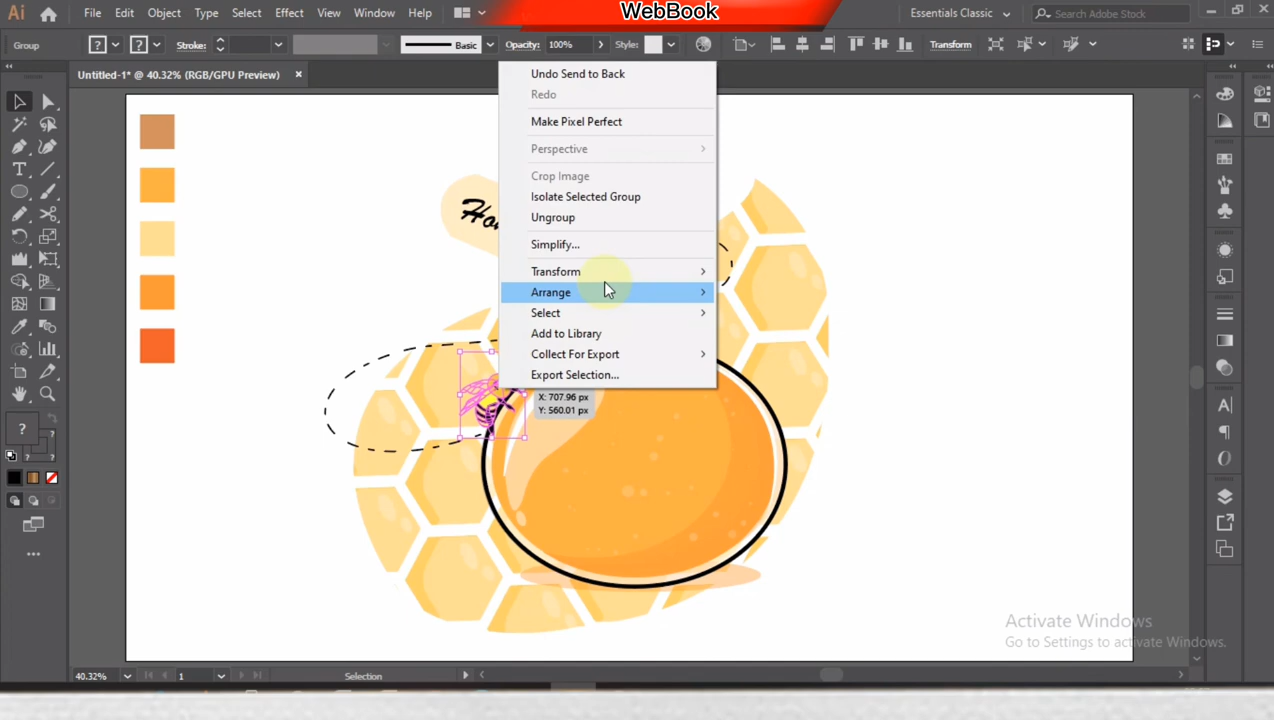 WebBook
Ai File Edit Object Type Select Effect View Window Help Essentials Classic Search Adobe Stock
Group ? ? Stroke: Basic Opacity: 100% Style: Transform
Untitled-1* @ 40.32% (RGB/GPU Preview) ×
Undo Send to Back
Redo
Make Pixel Perfect
Perspective
Crop Image
Isolate Selected Group
Ungroup
Simplify...
Transform
Arrange
Select
Add to Library
Collect For Export
Export Selection...
X: 707.96 px
Y: 560.01 px
Activate Windows
Go to Settings to activate Windows.
40.32% 1 Selection